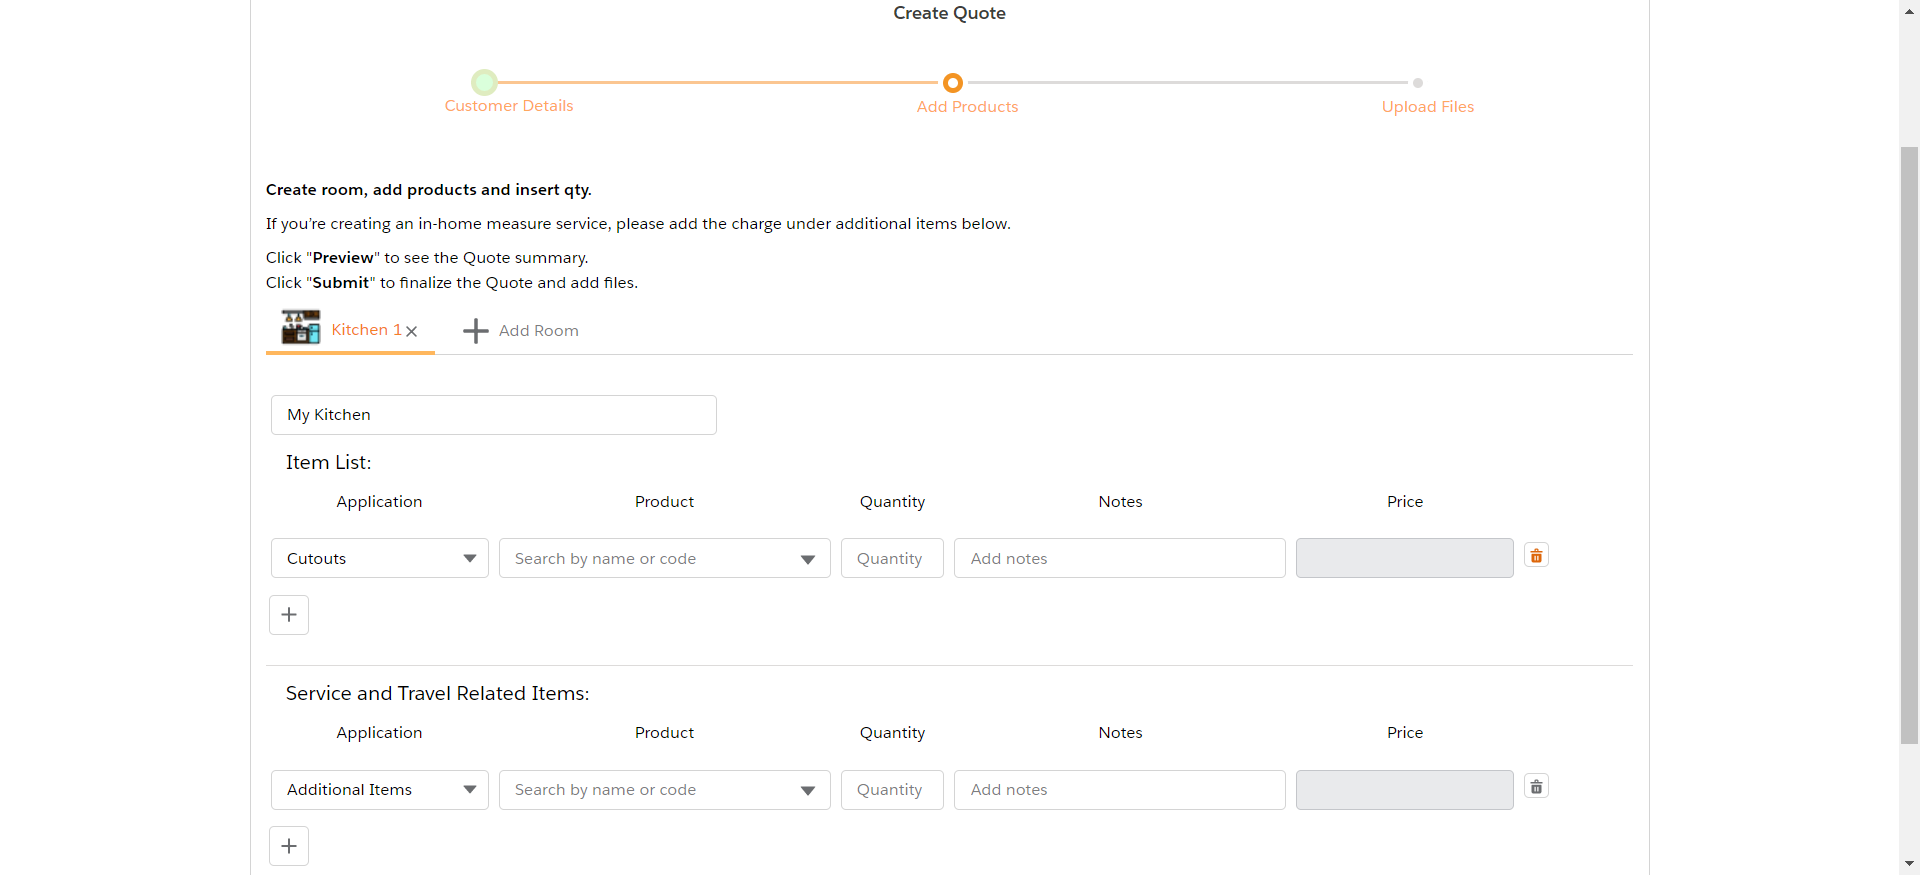 Create Quote
Customer Details
Add Products
Upload Files
Create room, add products and insert qty.
If you’re creating an in-home measure service, please add the charge under additional items below.
Click "Preview" to see the Quote summary.
Click "Submit" to finalize the Quote and add files.
Kitchen 1
Add Room
My Kitchen
Item List:
Application Product Quantity Notes Price
Cutouts Search by name or code Quantity Add notes
Service and Travel Related Items:
Application Product Quantity Notes Price
Additional Items Search by name or code Quantity Add notes